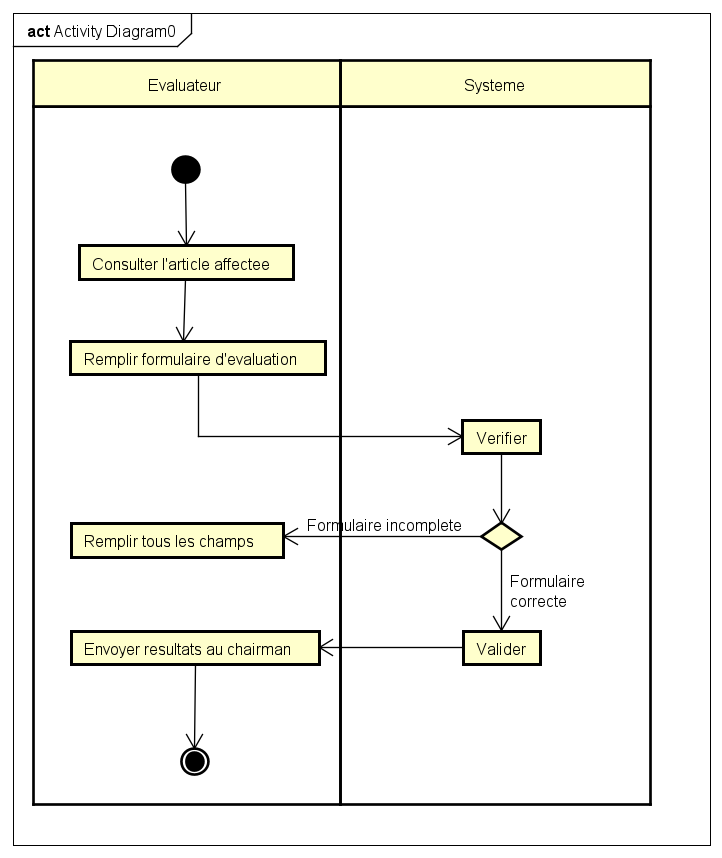 act Activity Diagram0
Evaluateur
Systeme
Consulter l'article affectee
Remplir formulaire d'evaluation
Verifier
Formulaire incomplete
Remplir tous les champs
Formulaire
correcte
Envoyer resultats au chairman
Valider